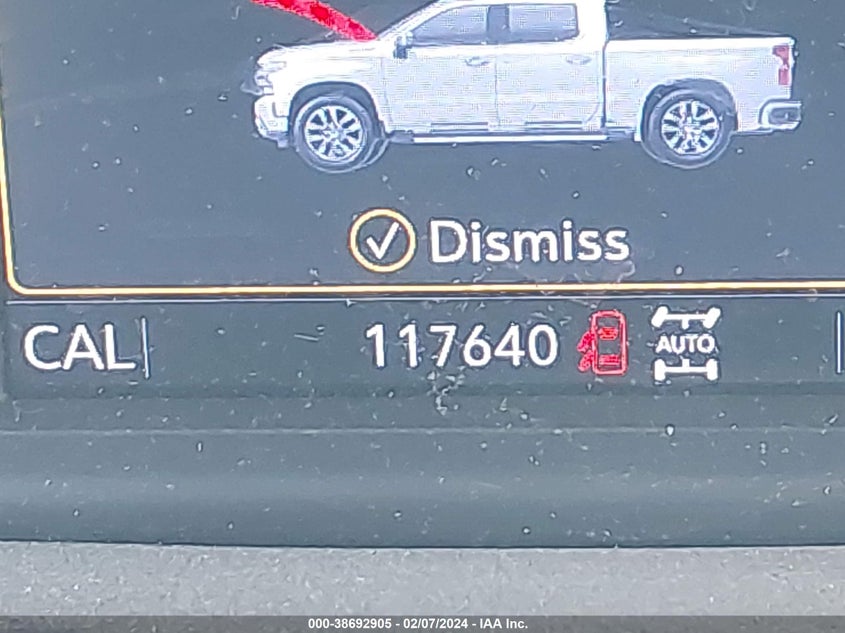 Dismiss
CAL 117640 AUTO
000-38692905 - 02/07/2024 - IAA Inc.